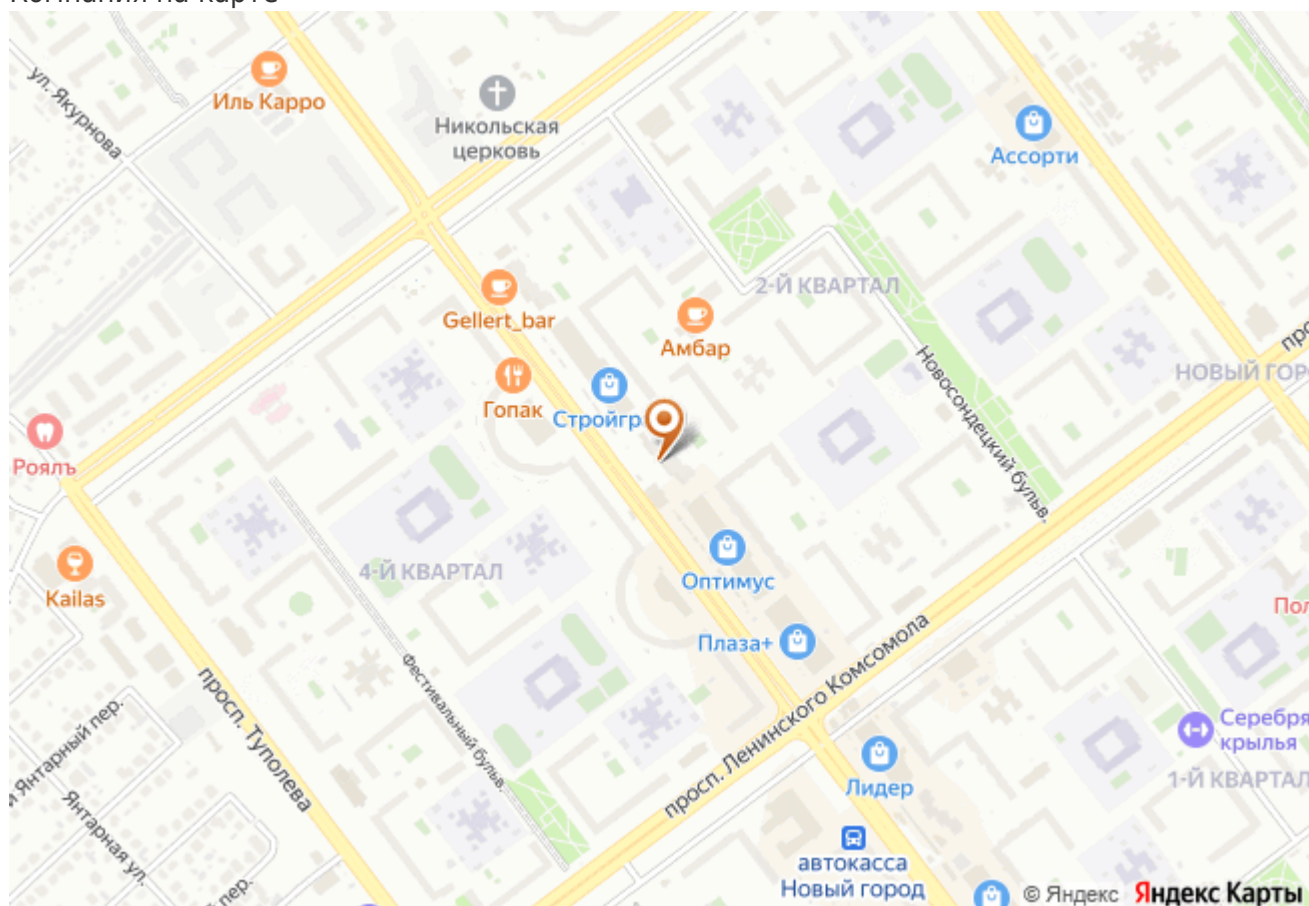 ул. Якурнова
Иль Карро
Никольская
церковь
Ассорти
2-Й КВАРТАЛ
Gellert_bar
Амбар
Гопак
Стройгр
Новосондецкий бульв.
НОВЫЙ ГОР
Роялъ
Kailas
4-Й КВАРТАЛ
Оптимус
Плаза+
Фестивальный бульв.
просп. Туполева
просп. Ленинского Комсомола
Янтарный пер.
Янтарная ул.
пер.
Лидер
Серебря
крылья
1-Й КВАРТАЛ
автокасса
Новый город
© Яндекс Яндекс Карты